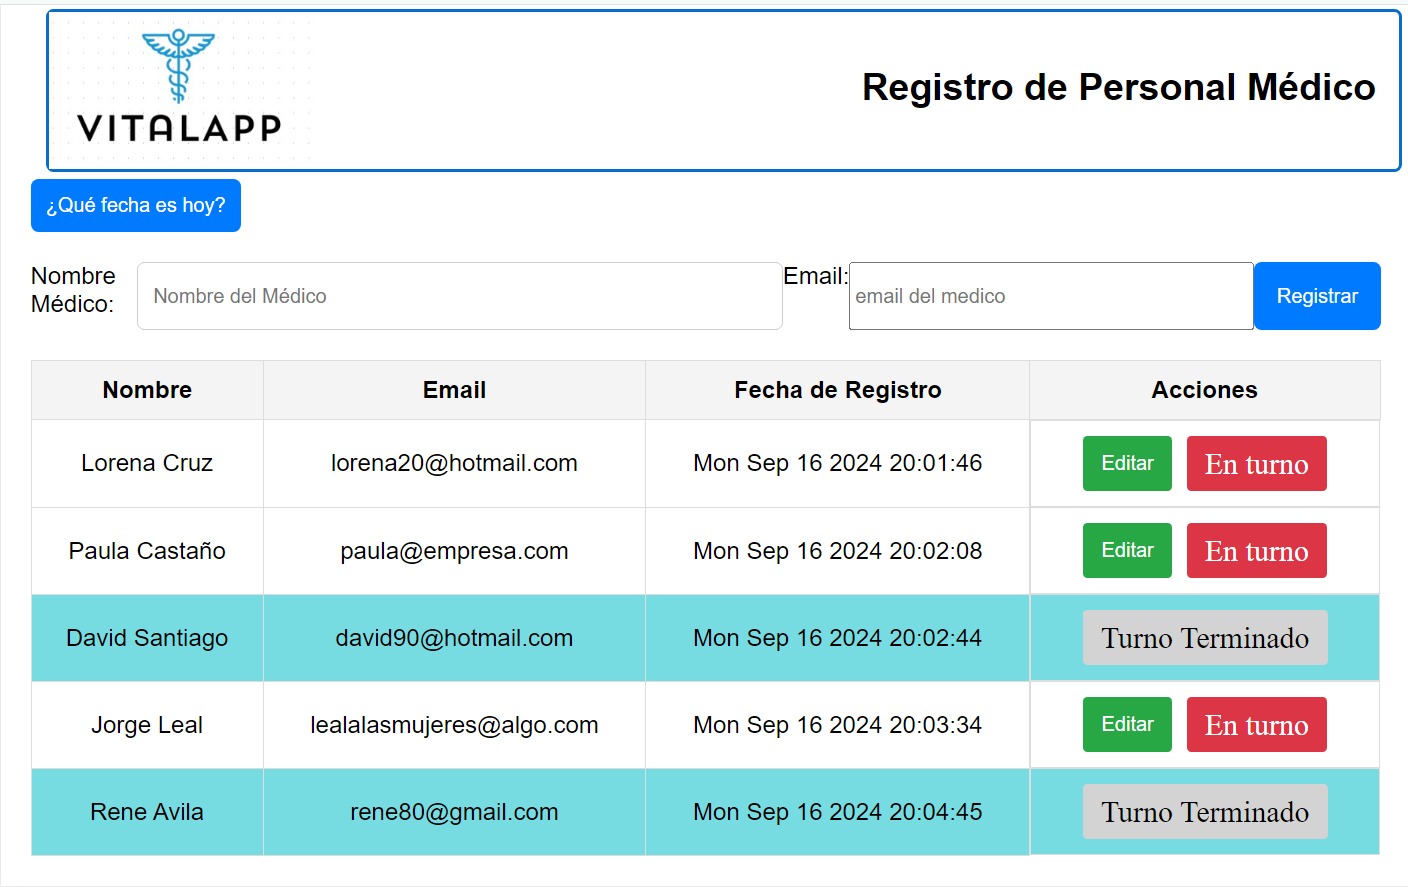 VITALAPP
Registro de Personal Médico
¿Qué fecha es hoy?
Nombre
Médico:
Nombre del Médico
Email:
email del medico
Registrar
Nombre Email Fecha de Registro Acciones
Lorena Cruz lorena20@hotmail.com Mon Sep 16 2024 20:01:46 Editar En turno
Paula Castaño paula@empresa.com Mon Sep 16 2024 20:02:08 Editar En turno
David Santiago david90@hotmail.com Mon Sep 16 2024 20:02:44 Turno Terminado
Jorge Leal lealalasmujeres@algo.com Mon Sep 16 2024 20:03:34 Editar En turno
Rene Avila rene80@gmail.com Mon Sep 16 2024 20:04:45 Turno Terminado